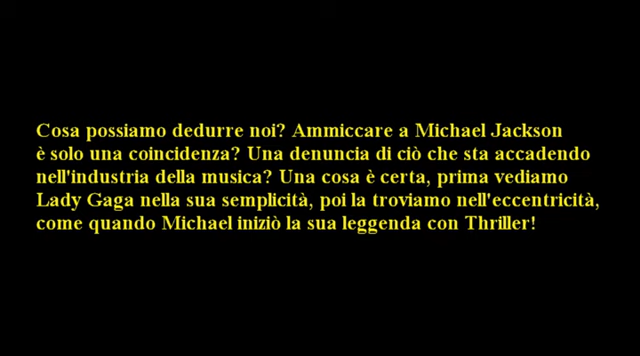 Cosa possiamo dedurre noi? Ammiccare a Michael Jackson
è solo una coincidenza? Una denuncia di ciò che sta accadendo
nell'industria della musica? Una cosa è certa, prima vediamo
Lady Gaga nella sua semplicità, poi la troviamo nell'eccentricità,
come quando Michael iniziò la sua leggenda con Thriller!